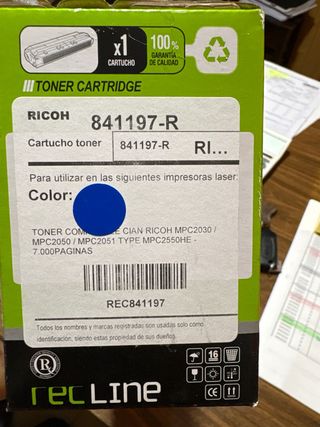 x1
CARTUCHO
100%
GARANTÍA
DE CALIDAD
TONER CARTRIDGE
RICOH
841197-R
Cartucho toner
841197-R
RI...
Para utilizar en las siguientes impresoras laser:
Color:
TONER CIAN RICOH MPC2030 /
MPC2050 / MPC2051 TYPE MPC2550HE -
7.000PAGINAS
REC841197
Todos los nombres y marcas registradas son usadas solamente como
identificación, siendo estas propiedad de sus dueños.
R
16
CE
recLine